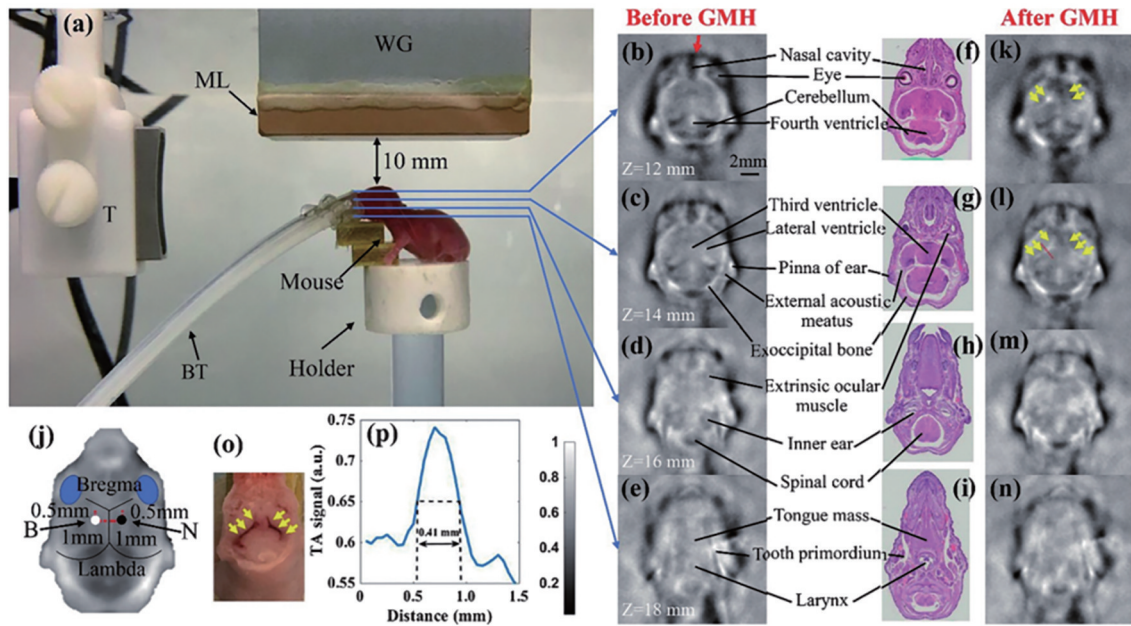 (a)
WG
ML
10 mm
T
Mouse
BT
Holder
Before GMH
After GMH
(b)
Nasal cavity
(f)
(k)
Eye
Cerebellum
Fourth ventricle
Z=12 mm
2mm
(c)
Third ventricle
(g)
(l)
Lateral ventricle
Pinna of ear
External acoustic
meatus
Z=14 mm
Exoccipital bone
(d)
(h)
(m)
Extrinsic ocular
muscle
Inner ear
Z=16 mm
Spinal cord
(e)
(i)
(n)
Tongue mass
Tooth primordium
Larynx
Z=18 mm
(j)
Bregma
0.5mm
0.5mm
B
N
1mm
1mm
Lambda
(o)
(p)
TA signal (a.u.)
0.75
0.7
0.65
0.6
0.55
0.41 mm
0
0.5
1.0
1.5
Distance (mm)
1
0.8
0.6
0.4
0.2